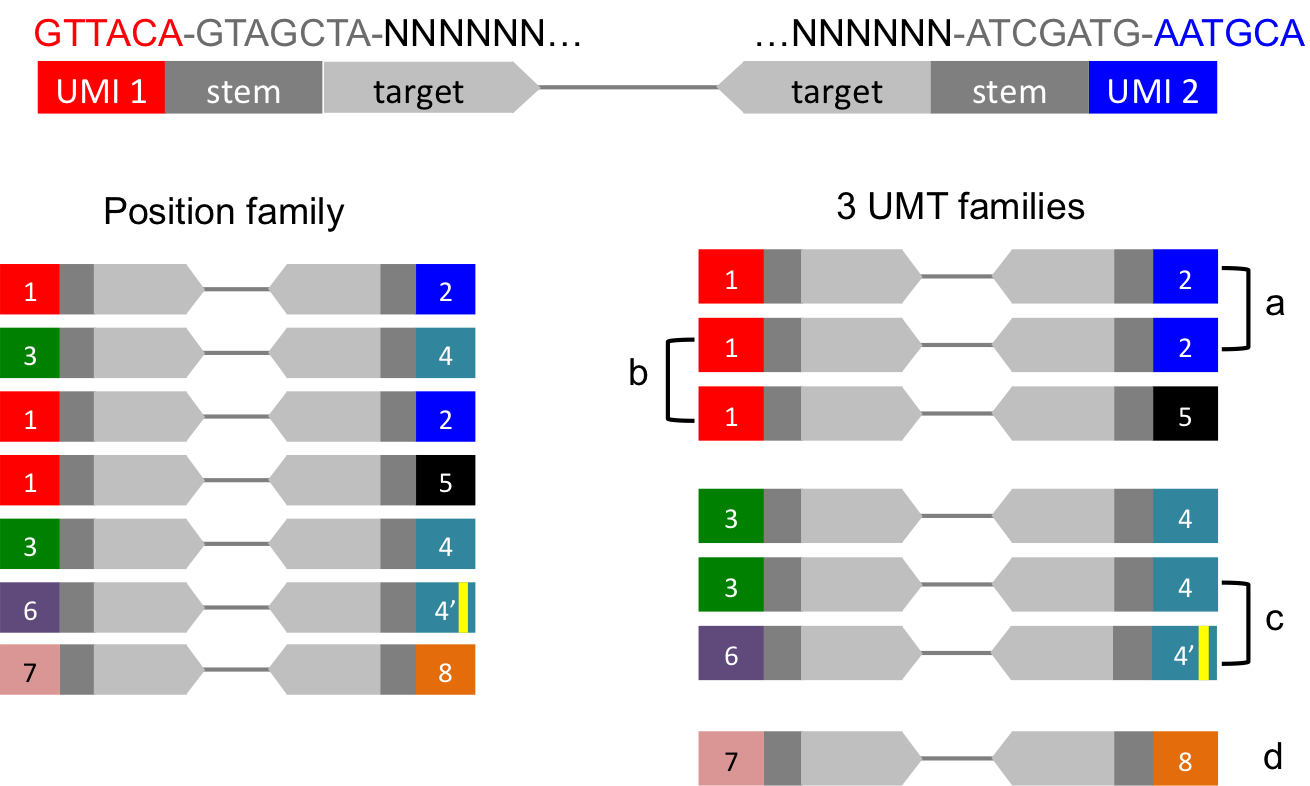 GTTACA-GTAGCTA-NNNNNN... ...NNNNNN-ATCGATG-AATGCA
UMI 1 stem target target stem UMI 2
Position family
3 UMT families
1 2
3 4
1 2
1 5
3 4
6 4’
7 8
1 2
a
1 2
b
1 5
3 4
3 4
c
6 4’
7 8 d